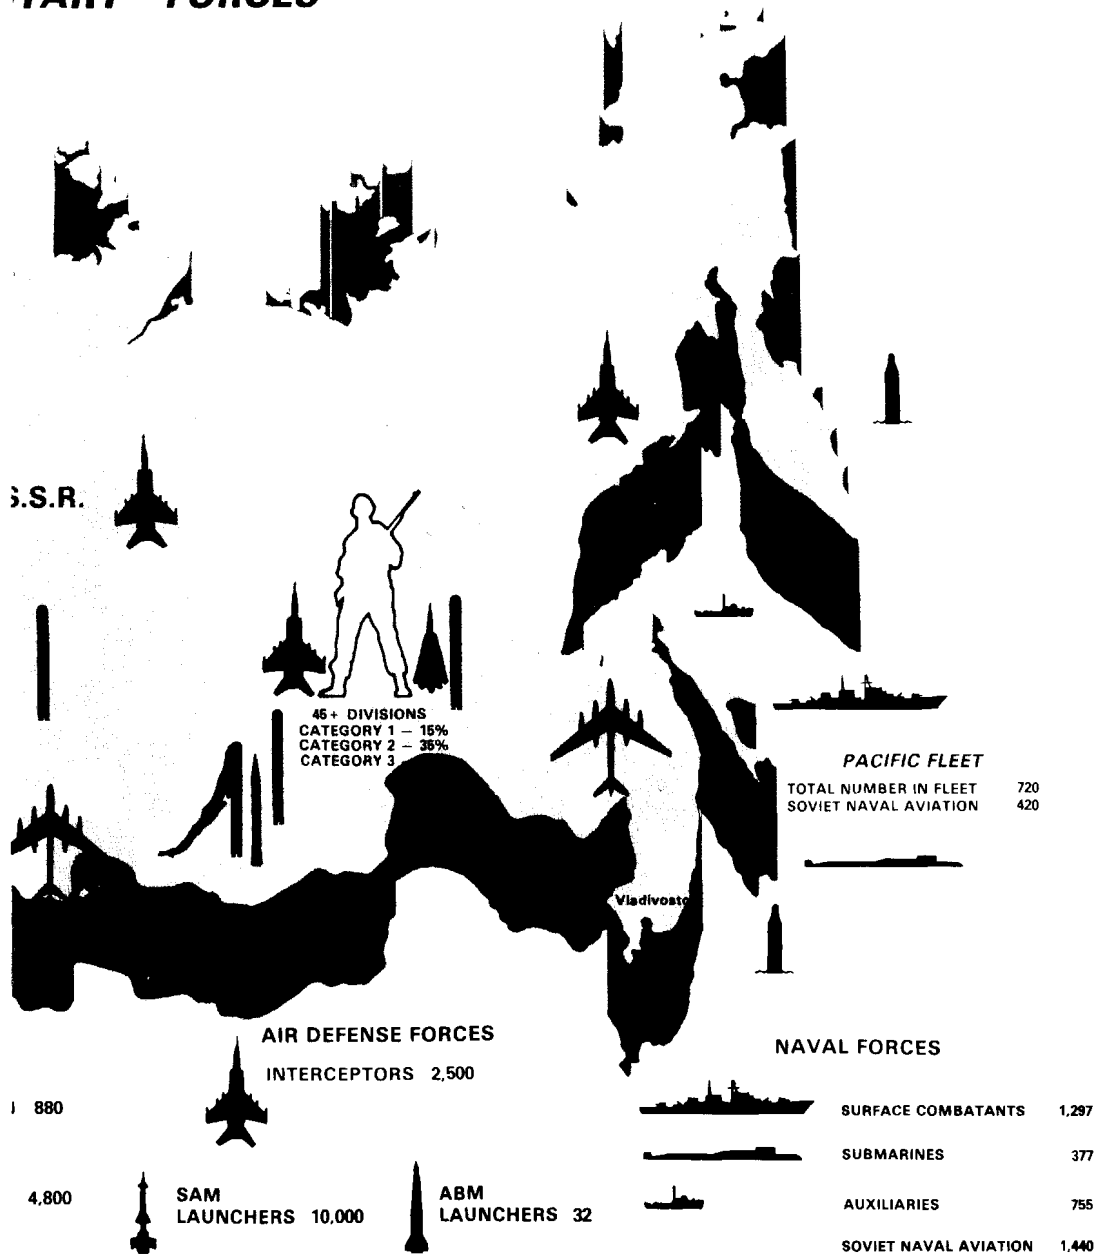 FORCES
S.S.R.
45+ DIVISIONS
CATEGORY 1 – 15%
CATEGORY 2 – 35%
CATEGORY 3
PACIFIC FLEET
TOTAL NUMBER IN FLEET 720
SOVIET NAVAL AVIATION 420
Vladivosto
AIR DEFENSE FORCES
INTERCEPTORS 2,500
880
4,800
SAM
LAUNCHERS 10,000
ABM
LAUNCHERS 32
NAVAL FORCES
SURFACE COMBATANTS 1,297
SUBMARINES 377
AUXILIARIES 755
SOVIET NAVAL AVIATION 1,440